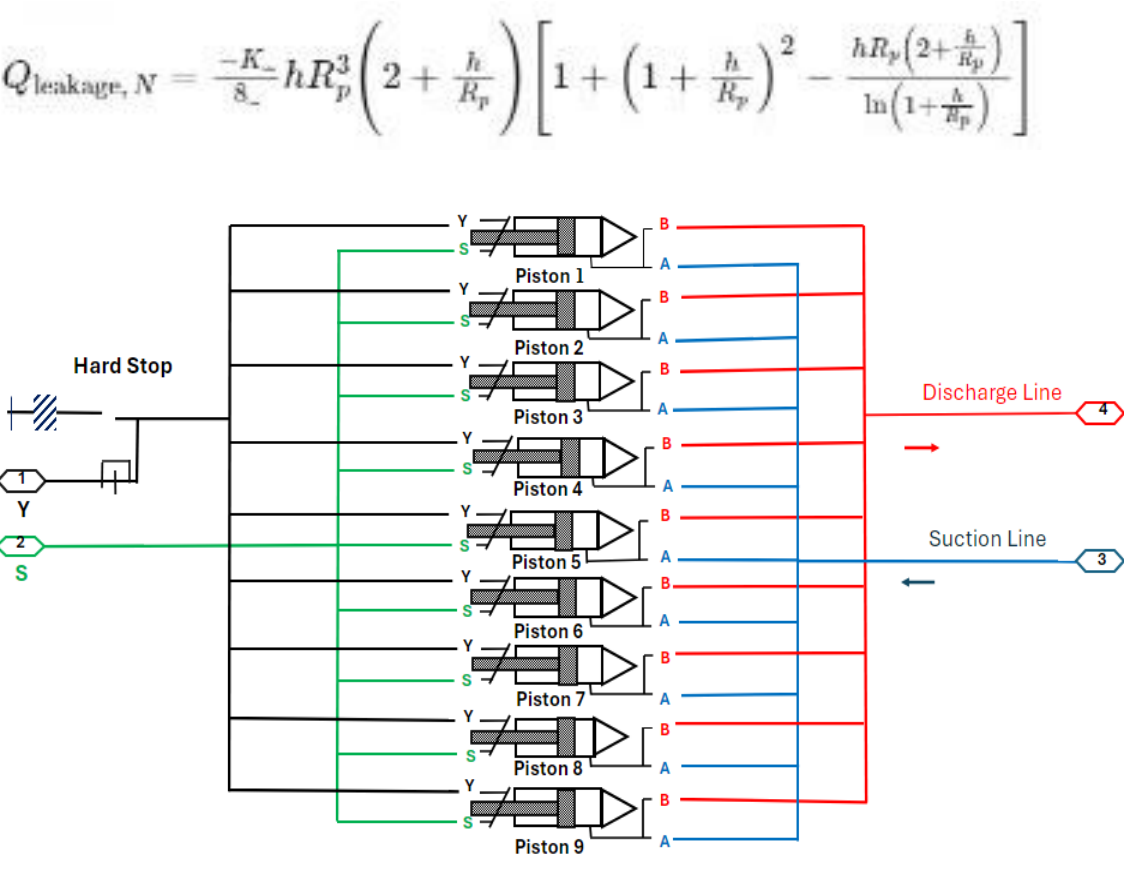 Q leakage, N = -K_ / 8_ h R_p^3 (2 + h/R_p) [1 + (1 + h/R_p)^2 - hR_p(2+h/R_p) / ln(1+h/R_p)]
Y
S
B
A
Piston 1
Y
S
B
A
Piston 2
Hard Stop
Y
S
B
A
Piston 3
Discharge Line
4
Y
S
B
A
Piston 4
1
Y
Y
S
B
A
Piston 5
2
S
Suction Line
3
Y
S
B
A
Piston 6
Y
S
B
A
Piston 7
Y
S
B
A
Piston 8
Y
S
B
A
Piston 9